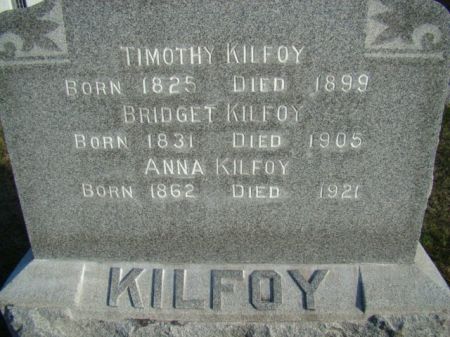 TIMOTHY KILFOY
BORN 1825 DIED 1899
BRIDGET KILFOY
BORN 1831 DIED 1905
ANNA KILFOY
BORN 1862 DIED 1921
KILFOY